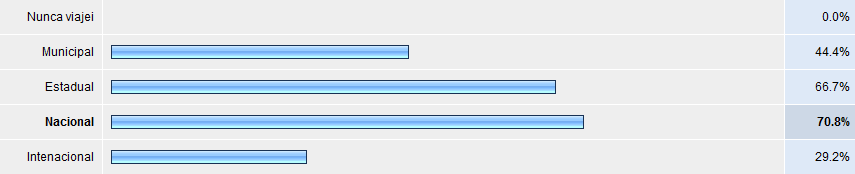 Nunca viajei 0.0%
Municipal 44.4%
Estadual 66.7%
Nacional 70.8%
Intenacional 29.2%